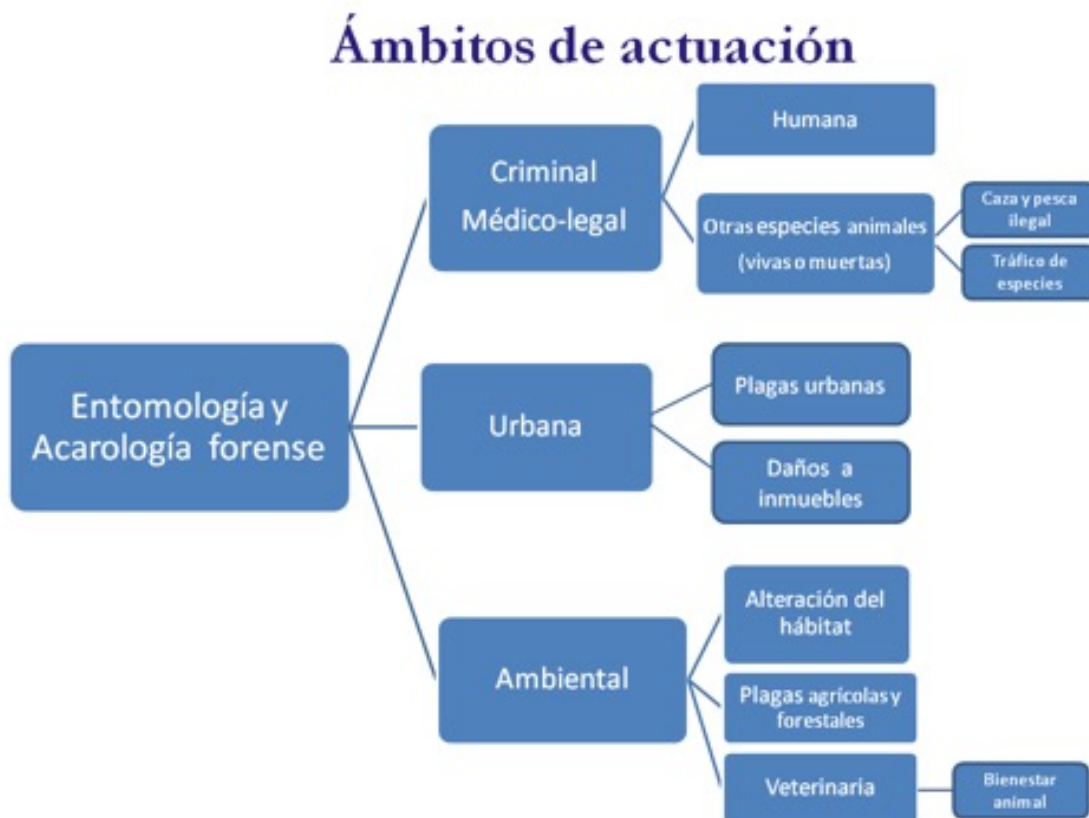 Ámbitos de actuación
Entomología y
Acarología forense
Criminal
Médico-legal
Humana
Otras especies animales
(vivas o muertas)
Caza y pesca
ilegal
Tráfico de
especies
Urbana
Plagas urbanas
Daños a
inmuebles
Ambiental
Alteración del
hábitat
Plagas agrícolas y
forestales
Veterinaria
Bienestar
animal